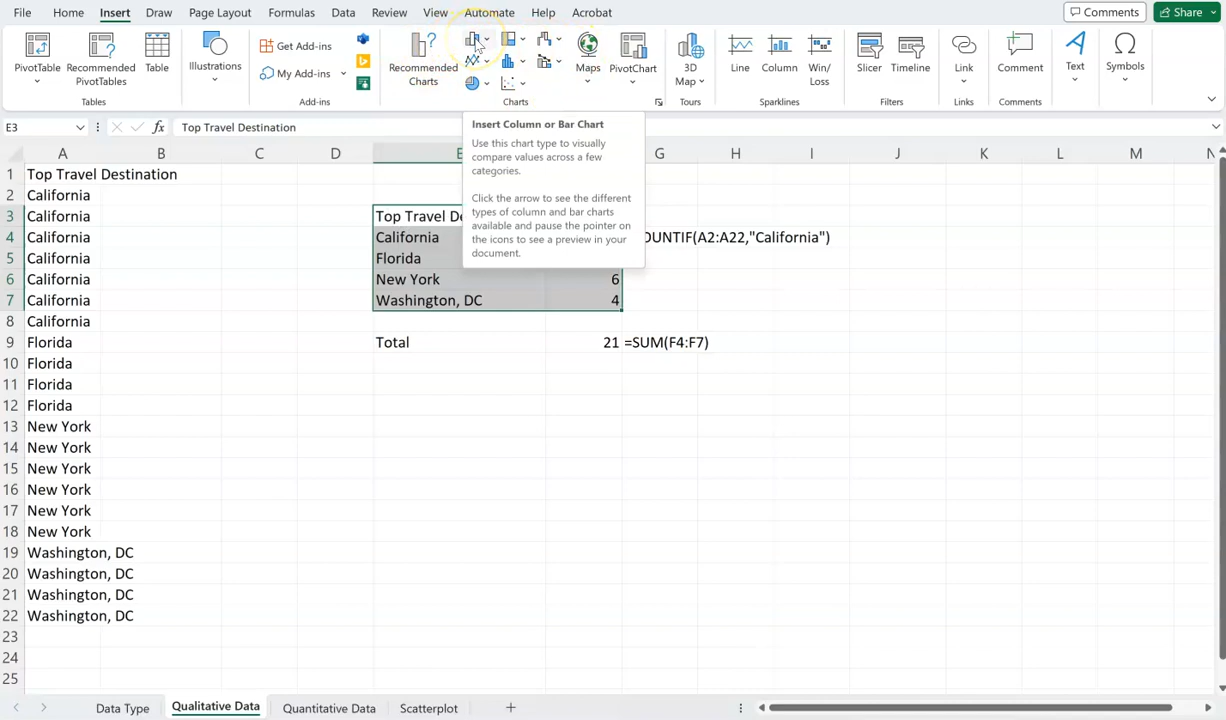 File Home Insert Draw Page Layout Formulas Data Review View Automate Help Acrobat Comments Share
PivotTable
Recommended
PivotTables
Table
Tables
Illustrations
Get Add-ins
My Add-ins
Add-ins
Recommended
Charts
Maps
PivotChart
Charts
3D
Map
Tours
Line
Column
Win/
Loss
Sparklines
Slicer
Timeline
Filters
Link
Links
Comment
Comments
Text
Symbols
E3 fx Top Travel Destination
Insert Column or Bar Chart
Use this chart type to visually
compare values across a few
categories.
Click the arrow to see the different
types of column and bar charts
available and pause the pointer on
the icons to see a preview in your
document.
A B C D E G H I J K L M N
1 Top Travel Destination
2 California
3 California Top Travel De
4 California California OUNTIF(A2:A22,"California")
5 California Florida
6 California New York 6
7 California Washington, DC 4
8 California
9 Florida Total 21 =SUM(F4:F7)
10 Florida
11 Florida
12 Florida
13 New York
14 New York
15 New York
16 New York
17 New York
18 New York
19 Washington, DC
20 Washington, DC
21 Washington, DC
22 Washington, DC
23
24
25
Data Type Qualitative Data Quantitative Data Scatterplot +